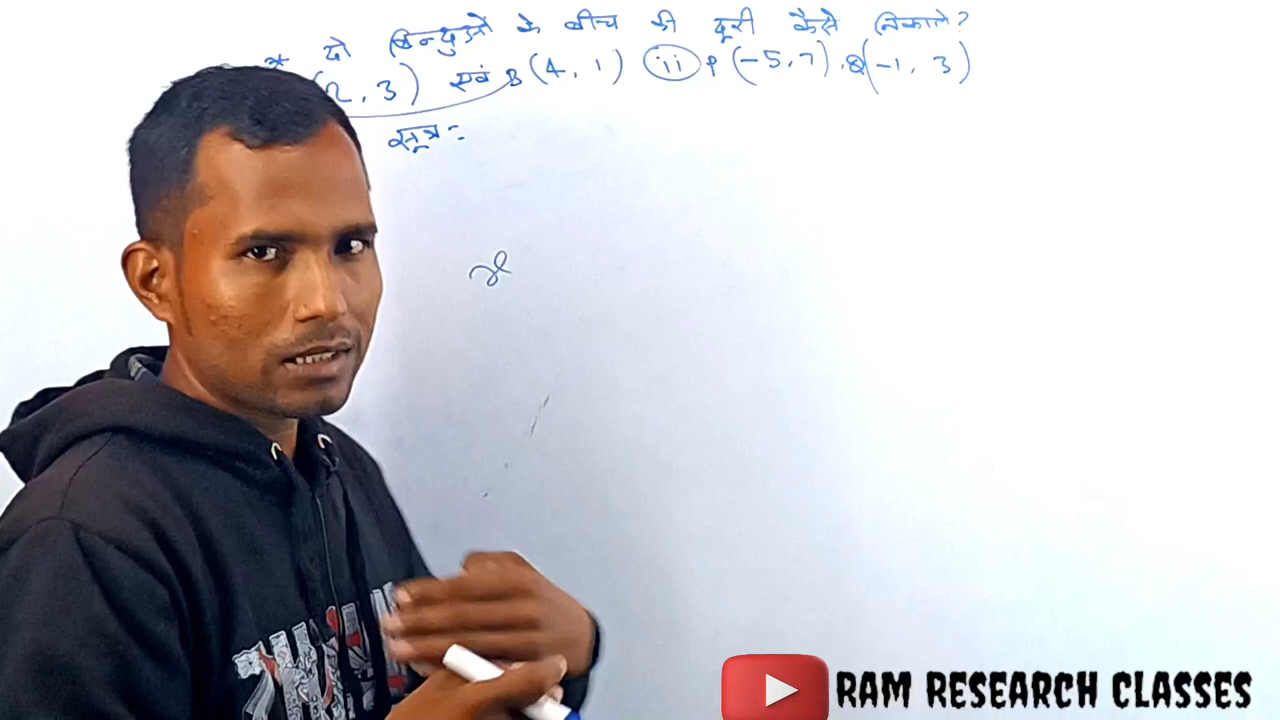 * दो बिन्दुओं के बीच की दूरी कैसे निकाले?
(2, 3) एवं B (4, 1) (ii) P (-5, 7), Q (-1, 3)
सूत्र =
x
RAM RESEARCH CLASSES